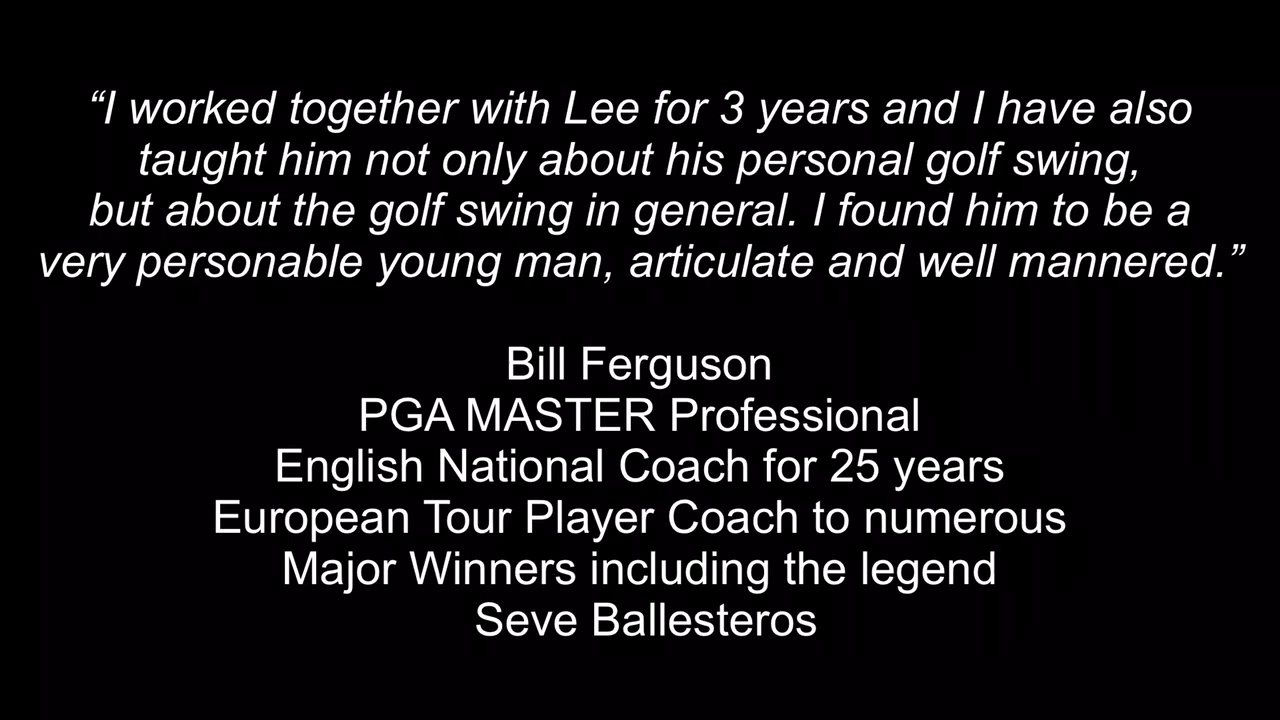 “I worked together with Lee for 3 years and I have also
taught him not only about his personal golf swing,
but about the golf swing in general. I found him to be a
very personable young man, articulate and well mannered.”
Bill Ferguson
PGA MASTER Professional
English National Coach for 25 years
European Tour Player Coach to numerous
Major Winners including the legend
Seve Ballesteros